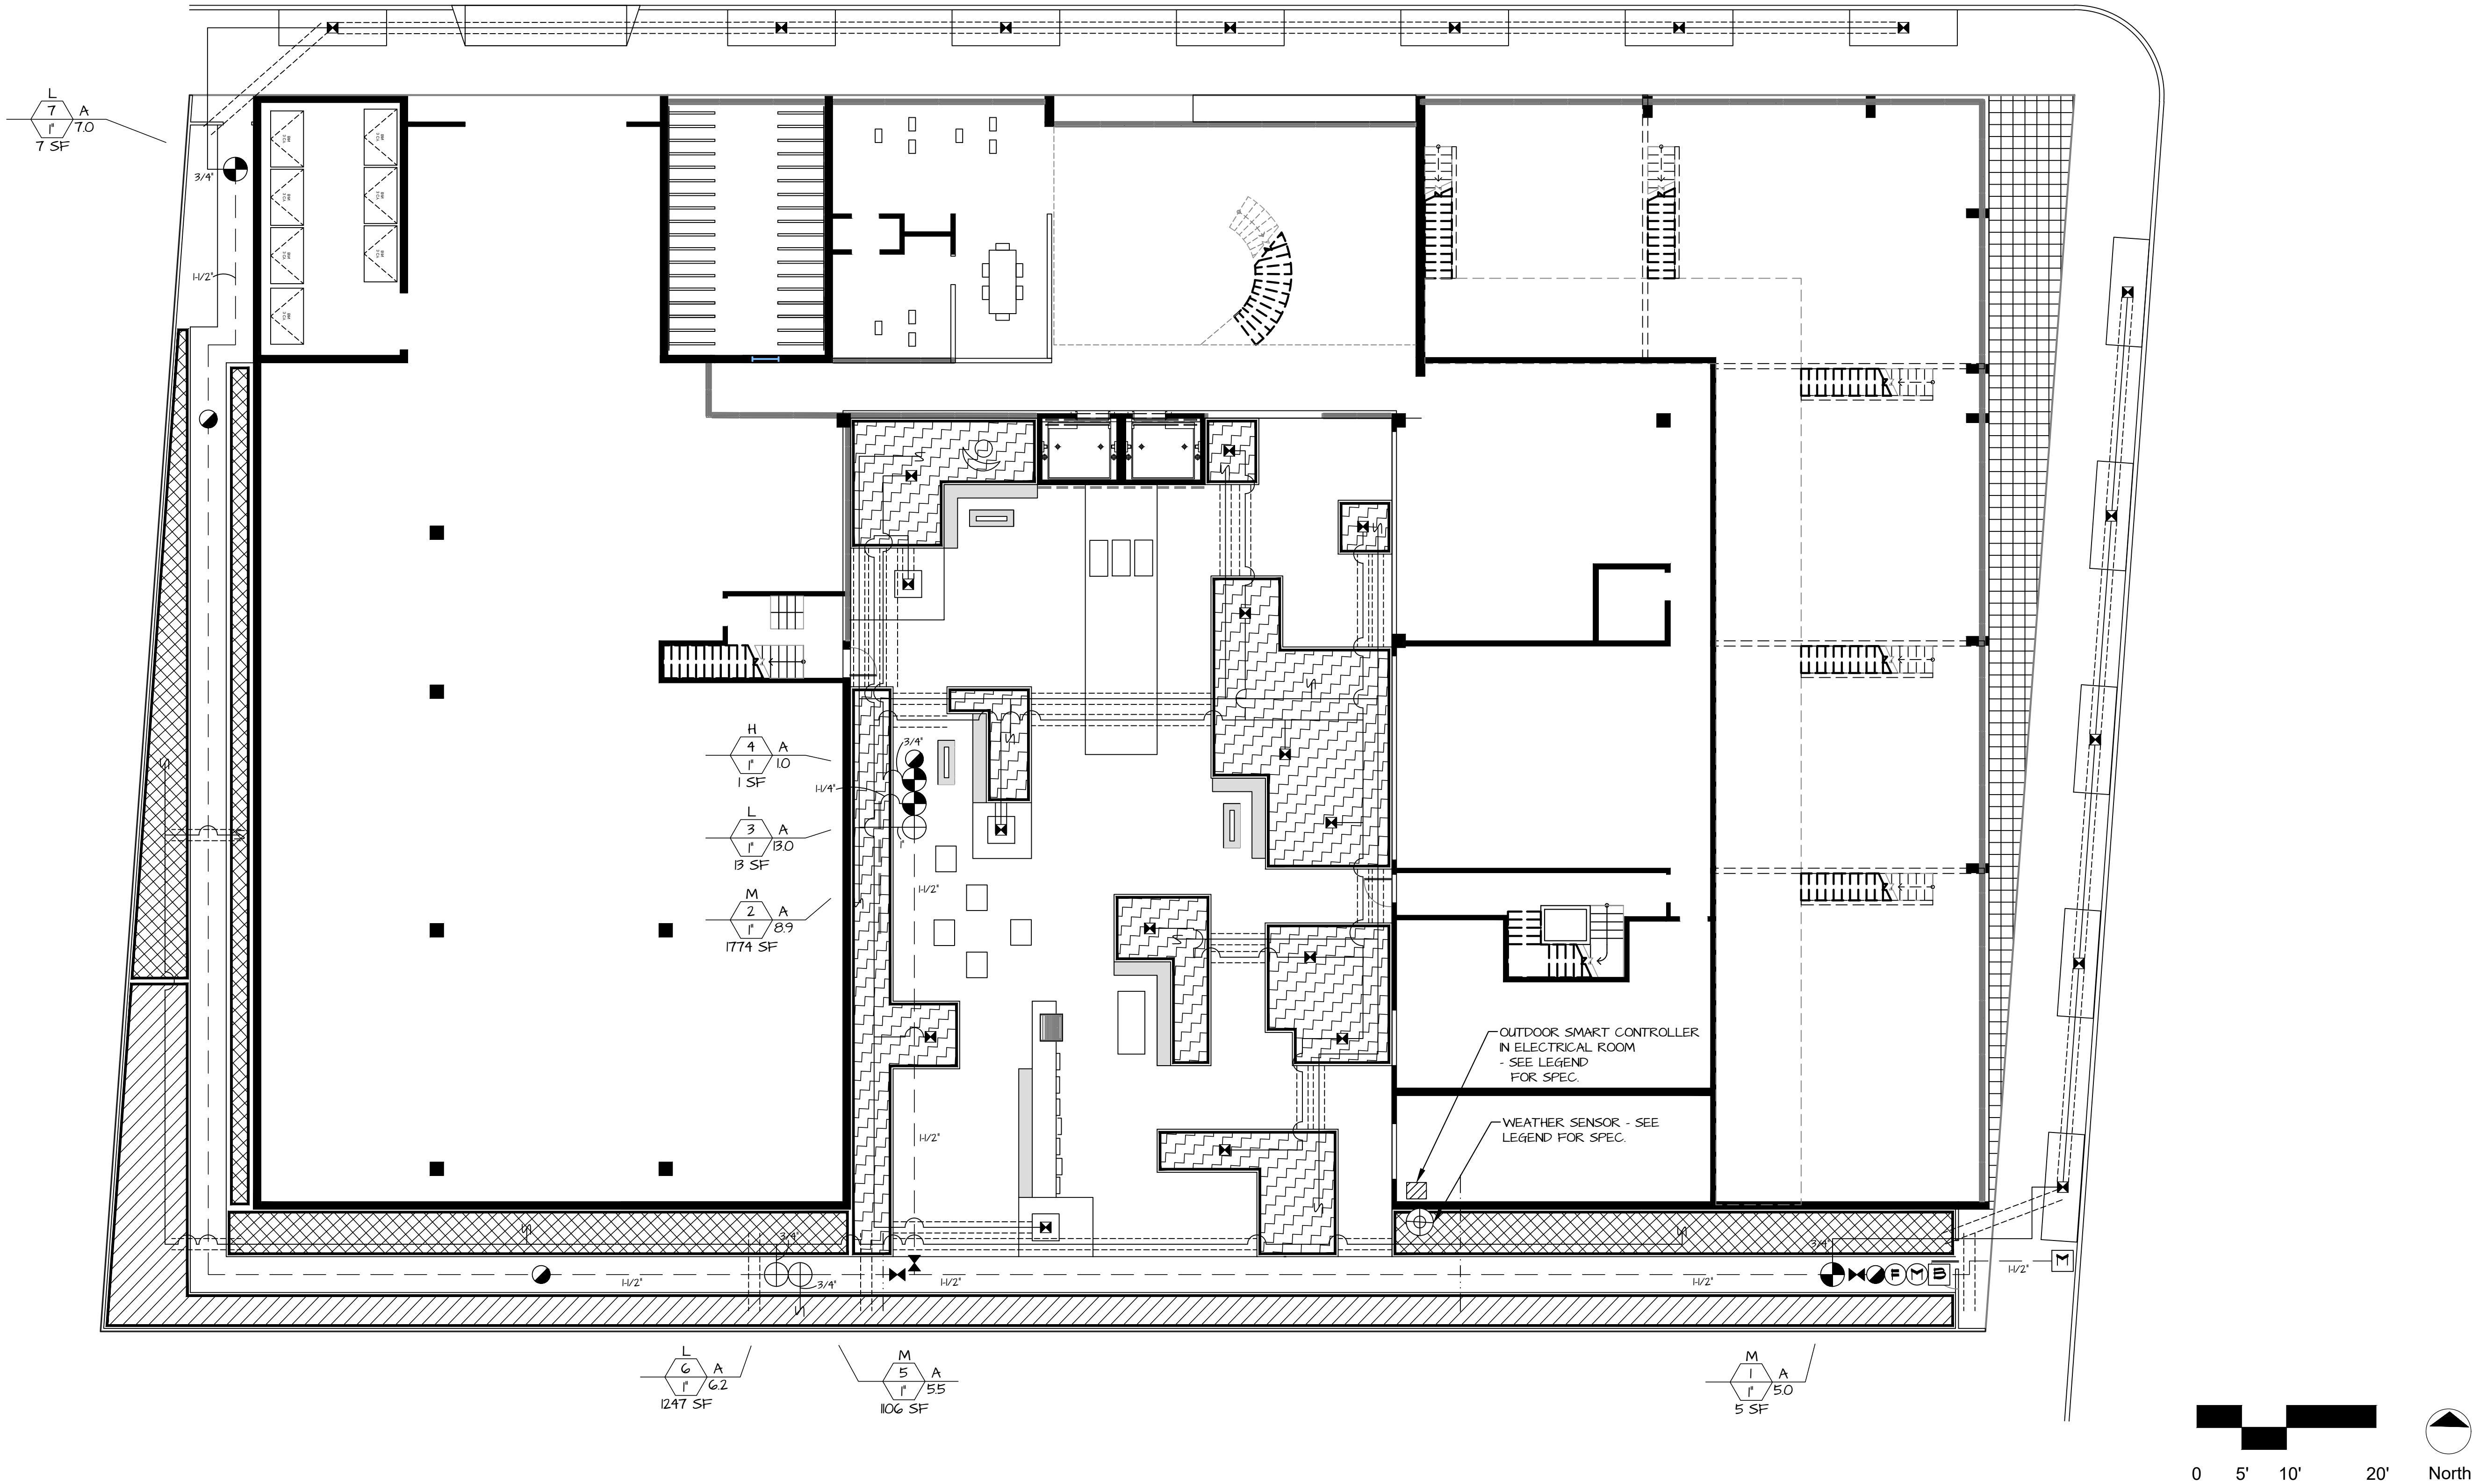 L
7
A
1"
7.0
7 SF
3/4"
1-1/2"
H
4
A
1"
1.0
1 SF
3/4"
1-1/4"
L
3
A
1"
13.0
13 SF
1"
1-1/2"
M
2
A
1"
8.9
1774 SF
OUTDOOR SMART CONTROLLER
IN ELECTRICAL ROOM
- SEE LEGEND
FOR SPEC.
WEATHER SENSOR - SEE
LEGEND FOR SPEC.
1-1/2"
3/4"
3/4"
1-1/2"
3/4"
1-1/2"
1-1/2"
F
M
B
1-1/2"
M
L
6
A
1"
6.2
1247 SF
M
5
A
1"
5.5
1106 SF
M
1
A
1"
5.0
5 SF
0 5' 10' 20'
North